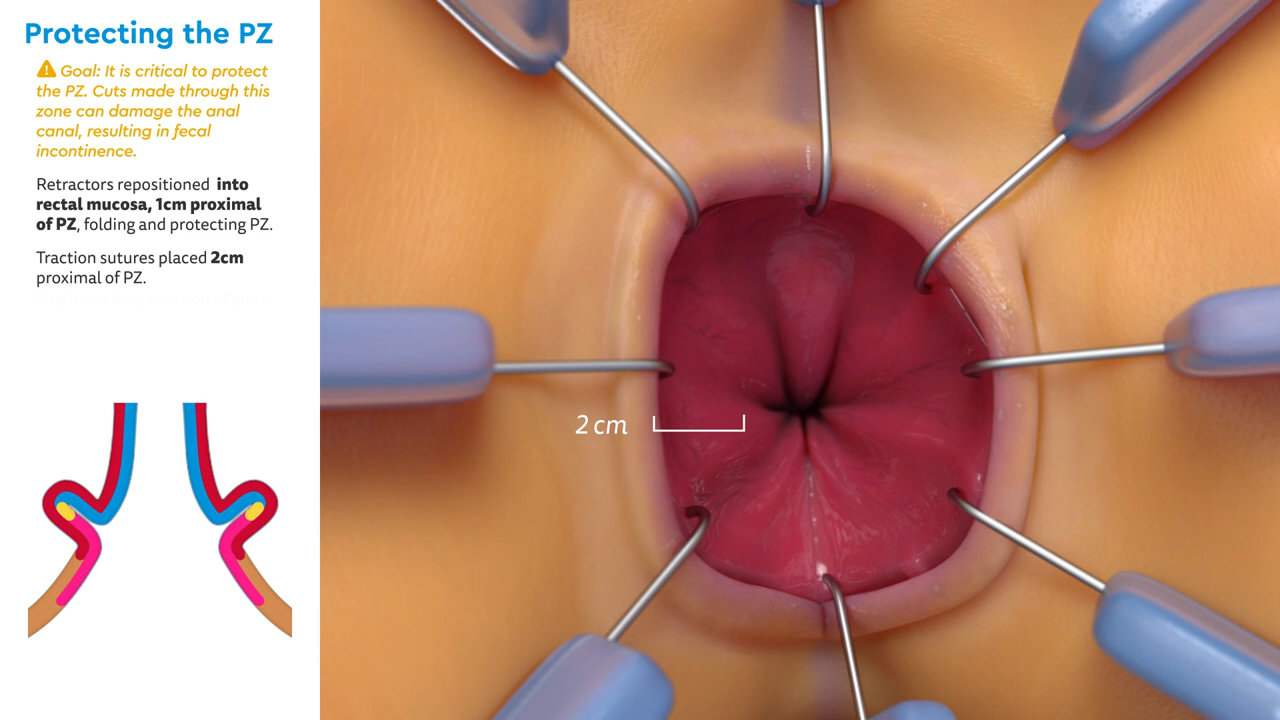 Protecting the PZ
Goal: It is critical to protect
the PZ. Cuts made through this
zone can damage the anal
canal, resulting in fecal
incontinence.
Retractors repositioned into
rectal mucosa, 1cm proximal
of PZ, folding and protecting PZ.
Traction sutures placed 2cm
proximal of PZ.
2 cm